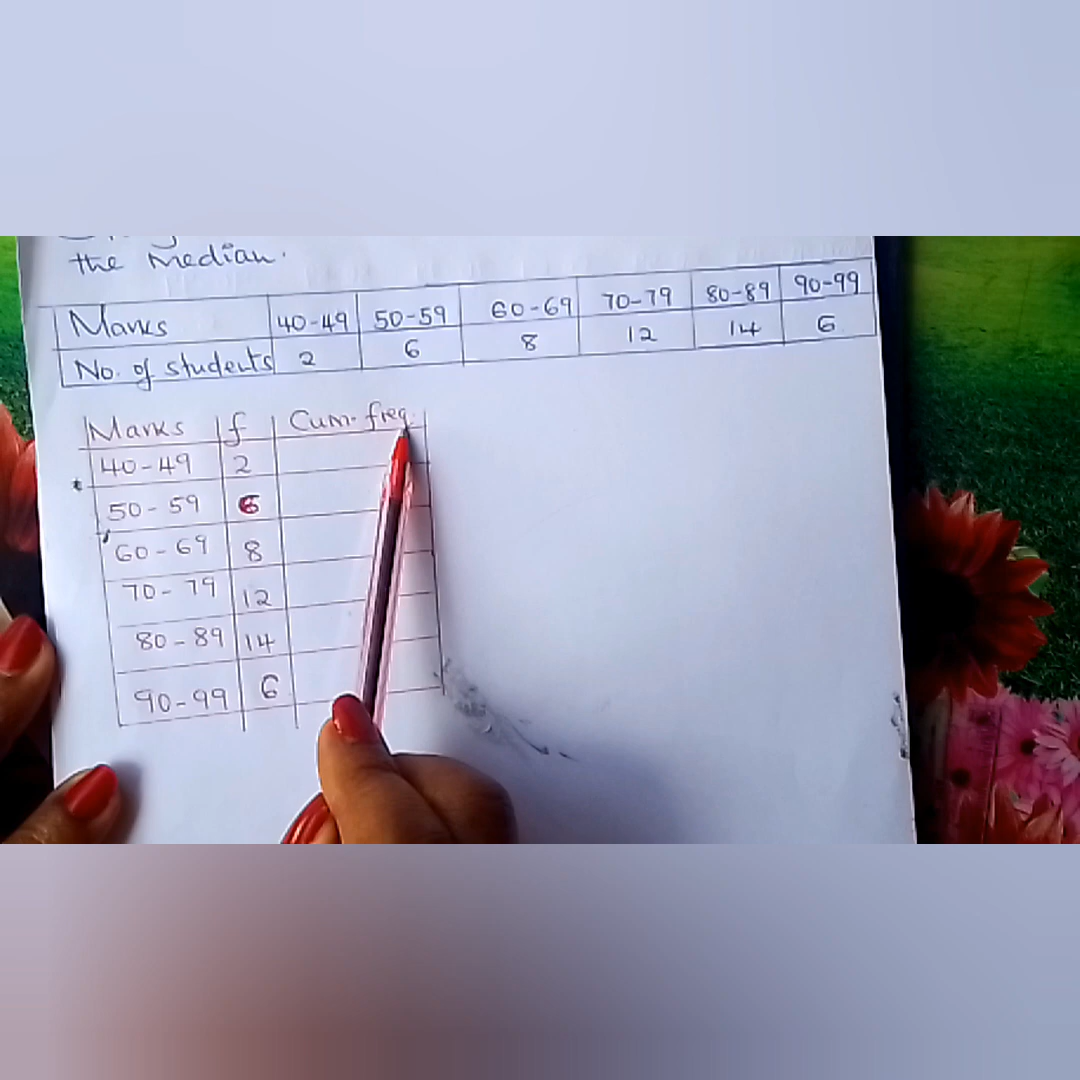 the Median.
Marks 40-49 50-59 60-69 70-79 80-89 90-99
No. of students 2 6 8 12 14 6
Marks f Cum. freq.
40-49 2
50-59 6
60-69 8
70-79 12
80-89 14
90-99 6